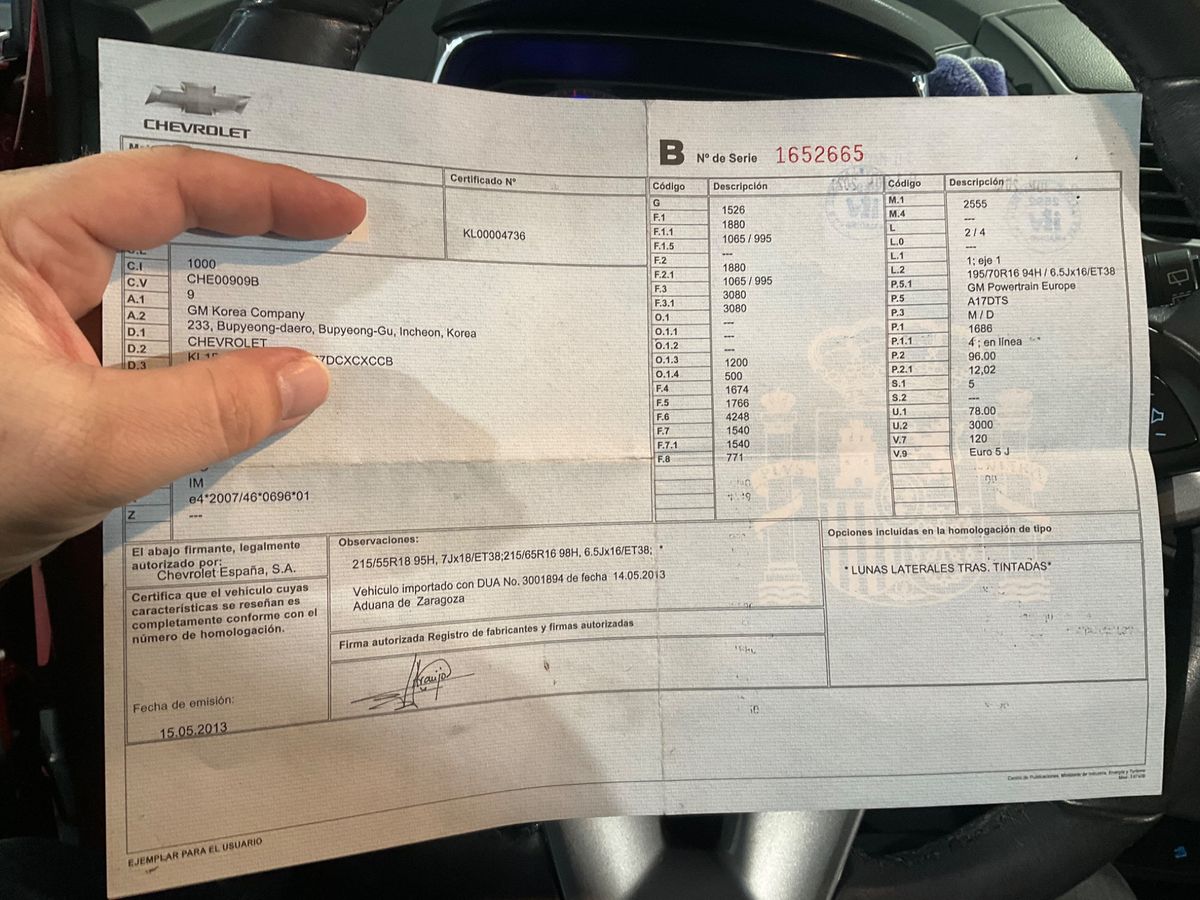 CHEVROLET
B Nº de Serie 1652665
Certificado Nº
KL00004736
C.I 1000
C.V CHE00909B
A.1 9
A.2 GM Korea Company
D.1 233, Bupyeong-daero, Bupyeong-Gu, Incheon, Korea
D.2 CHEVROLET
D.3 7DCXCXCCB
IM
e4*2007/46*0696*01
Z ---
Código Descripción
G 1526
F.1 1880
F.1.1 1065 / 995
F.1.5 ---
F.2 1880
F.2.1 1065 / 995
F.3 3080
F.3.1 3080
O.1 ---
O.1.1 ---
O.1.2 ---
O.1.3 1200
O.1.4 500
F.4 1674
F.5 1766
F.6 4248
F.7 1540
F.7.1 1540
F.8 771
Código Descripción
M.1 2555
M.4 ---
L 2 / 4
L.0 ---
L.1 1; eje 1
L.2 195/70R16 94H / 6.5Jx16/ET38
P.5.1 GM Powertrain Europe
P.5 A17DTS
P.3 M / D
P.1 1686
P.1.1 4 ; en línea
P.2 96.00
P.2.1 12,02
S.1 5
S.2 ---
U.1 78.00
U.2 3000
V.7 120
V.9 Euro 5 J
El abajo firmante, legalmente
autorizado por:
Chevrolet España, S.A.
Certifica que el vehículo cuyas
características se reseñan es
completamente conforme con el
número de homologación.
Fecha de emisión:
15.05.2013
Observaciones:
215/55R18 95H, 7Jx18/ET38;215/65R16 98H, 6.5Jx16/ET38; *
Vehiculo importado con DUA No. 3001894 de fecha 14.05.2013
Aduana de Zaragoza
Firma autorizada Registro de fabricantes y firmas autorizadas
Araujo
Opciones incluidas en la homologación de tipo
* LUNAS LATERALES TRAS. TINTADAS*
Centro de Publicaciones. Ministerio de Industria, Energía y Turismo
EJEMPLAR PARA EL USUARIO